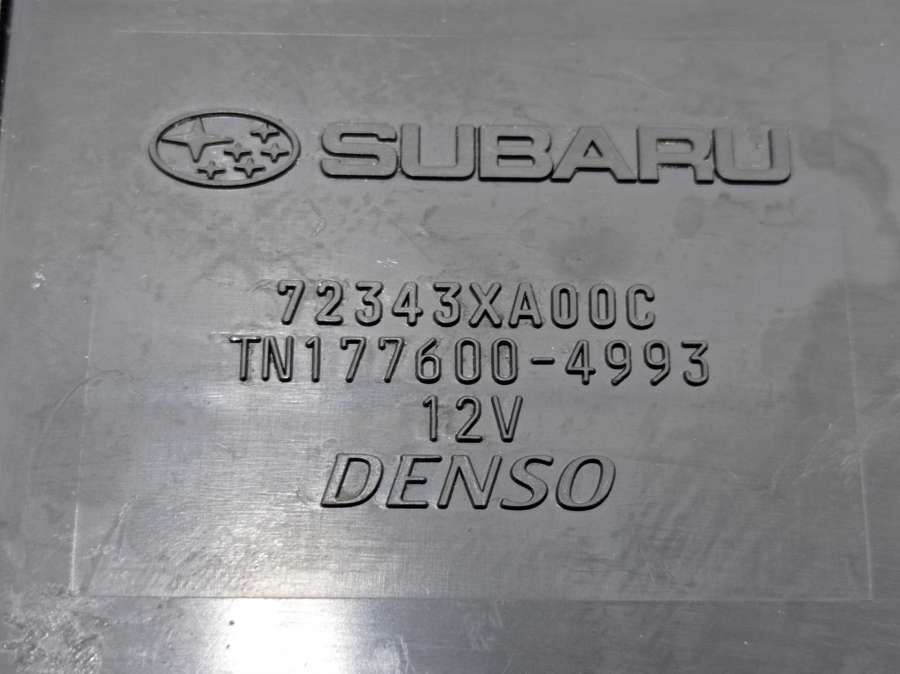 SUBARU
72343XA00C
TN177600-4993
12V
DENSO